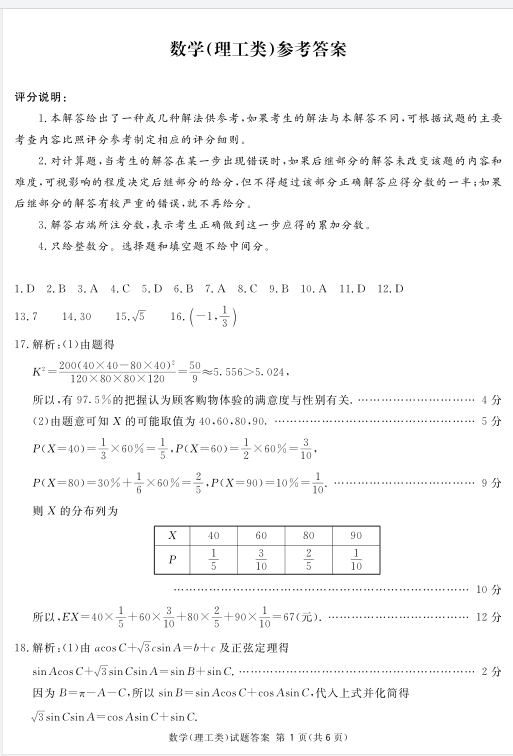 数学(理工类)参考答案
评分说明:
1.本解答给出了一种或几种解法供参考,如果考生的解法与本解答不同,可根据试题的主要
考查内容比照评分参考制定相应的评分细则。
2.对计算题,当考生的解答在某一步出现错误时,如果后继部分的解答未改变该题的内容和
难度,可视影响的程度决定后继部分的给分,但不得超过该部分正确解答应得分数的一半;如果
后继部分的解答有较严重的错误,就不再给分。
3.解答右端所注分数,表示考生正确做到这一步应得的累加分数。
4.只给整数分。选择题和填空题不给中间分。
1.D 2.B 3.A 4.C 5.D 6.B 7.A 8.C 9.B 10.A 11.D 12.D
13.7 14.30 15.√5 16.(-1,1/3)
17.解析:(1)由题得
K²=200(40×40-80×40)²/120×80×80×120=50/9≈5.556>5.024,
所以,有 97.5%的把握认为顾客购物体验的满意度与性别有关. …… 4 分
(2)由题意可知 X 的可能取值为 40,60,80,90. …… 5 分
P(X=40)=1/3×60%=1/5,P(X=60)=1/2×60%=3/10,
P(X=80)=30%+1/6×60%=2/5,P(X=90)=10%=1/10. …… 9 分
则 X 的分布列为
X 40 60 80 90
P 1/5 3/10 2/5 1/10
…… 10 分
所以,EX=40×1/5+60×3/10+80×2/5+90×1/10=67(元). …… 12 分
18.解析:(1)由 acosC+√3csinA=b+c 及正弦定理得
sinAcosC+√3sinCsinA=sinB+sinC. …… 2 分
因为 B=π-A-C,所以 sinB=sinAcosC+cosAsinC,代入上式并化简得
√3sinCsinA=cosAsinC+sinC.
数学(理工类)试题答案 第 1 页(共 6 页)